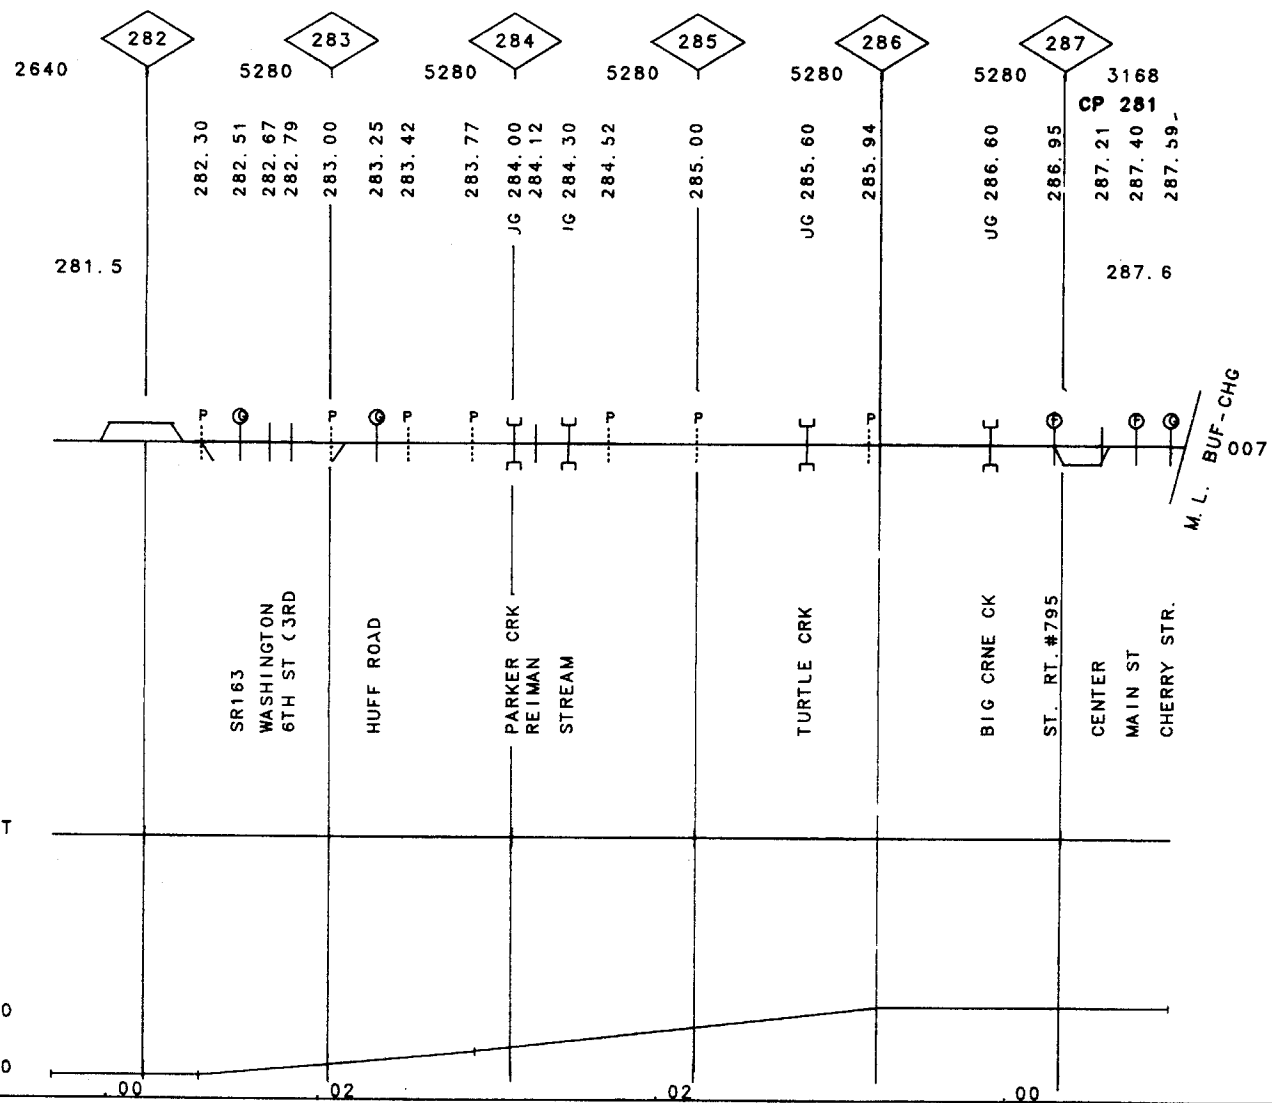 282 283 284 285 286 287
2640 5280 5280 5280 5280 5280 3168
CP 281
282.30
282.51
282.67
282.79
283.00
283.25
283.42
283.77
JG 284.00
284.12
IG 284.30
284.52
285.00
JG 285.60
285.94
UG 286.60
286.95
287.21
287.40
287.59
281.5 287.6
P G P G P P P P P F F G
M. L. BUF-CHG
007
SR163
WASHINGTON
6TH ST (3RD
HUFF ROAD
PARKER CRK
REIMAN
STREAM
TURTLE CRK
BIG CRNE CK
ST. RT.#795
CENTER
MAIN ST
CHERRY STR.
T
0
0
.00 .02 .02 .00